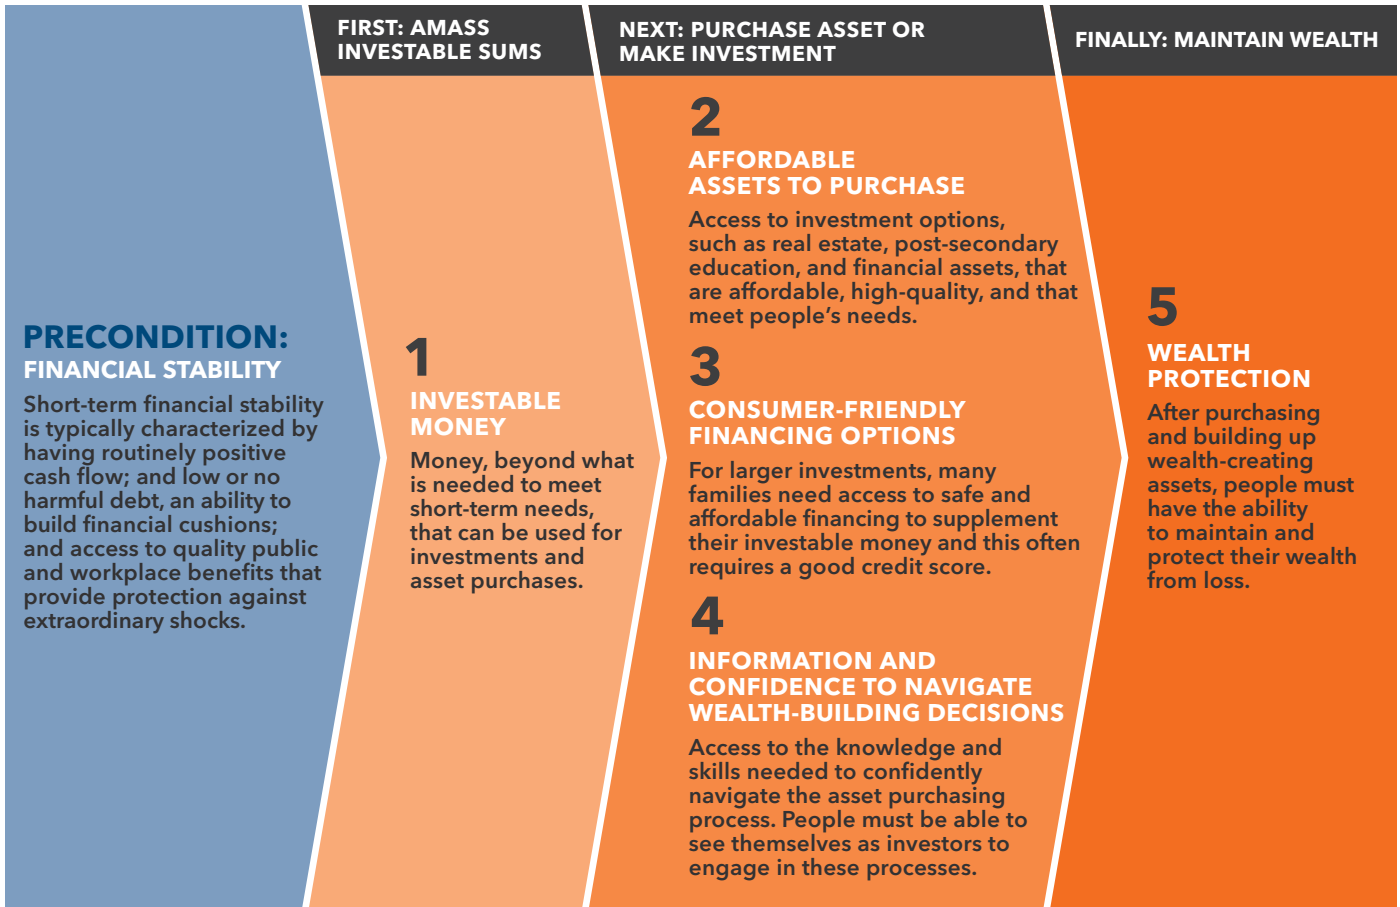 FIRST: AMASS
INVESTABLE SUMS
NEXT: PURCHASE ASSET OR
MAKE INVESTMENT
FINALLY: MAINTAIN WEALTH
PRECONDITION:
FINANCIAL STABILITY
Short-term financial stability
is typically characterized by
having routinely positive
cash flow; and low or no
harmful debt, an ability to
build financial cushions;
and access to quality public
and workplace benefits that
provide protection against
extraordinary shocks.
1
INVESTABLE
MONEY
Money, beyond what
is needed to meet
short-term needs,
that can be used for
investments and
asset purchases.
2
AFFORDABLE
ASSETS TO PURCHASE
Access to investment options,
such as real estate, post-secondary
education, and financial assets, that
are affordable, high-quality, and that
meet people’s needs.
3
CONSUMER-FRIENDLY
FINANCING OPTIONS
For larger investments, many
families need access to safe and
affordable financing to supplement
their investable money and this often
requires a good credit score.
4
INFORMATION AND
CONFIDENCE TO NAVIGATE
WEALTH-BUILDING DECISIONS
Access to the knowledge and
skills needed to confidently
navigate the asset purchasing
process. People must be able to
see themselves as investors to
engage in these processes.
5
WEALTH
PROTECTION
After purchasing
and building up
wealth-creating
assets, people must
have the ability
to maintain and
protect their wealth
from loss.